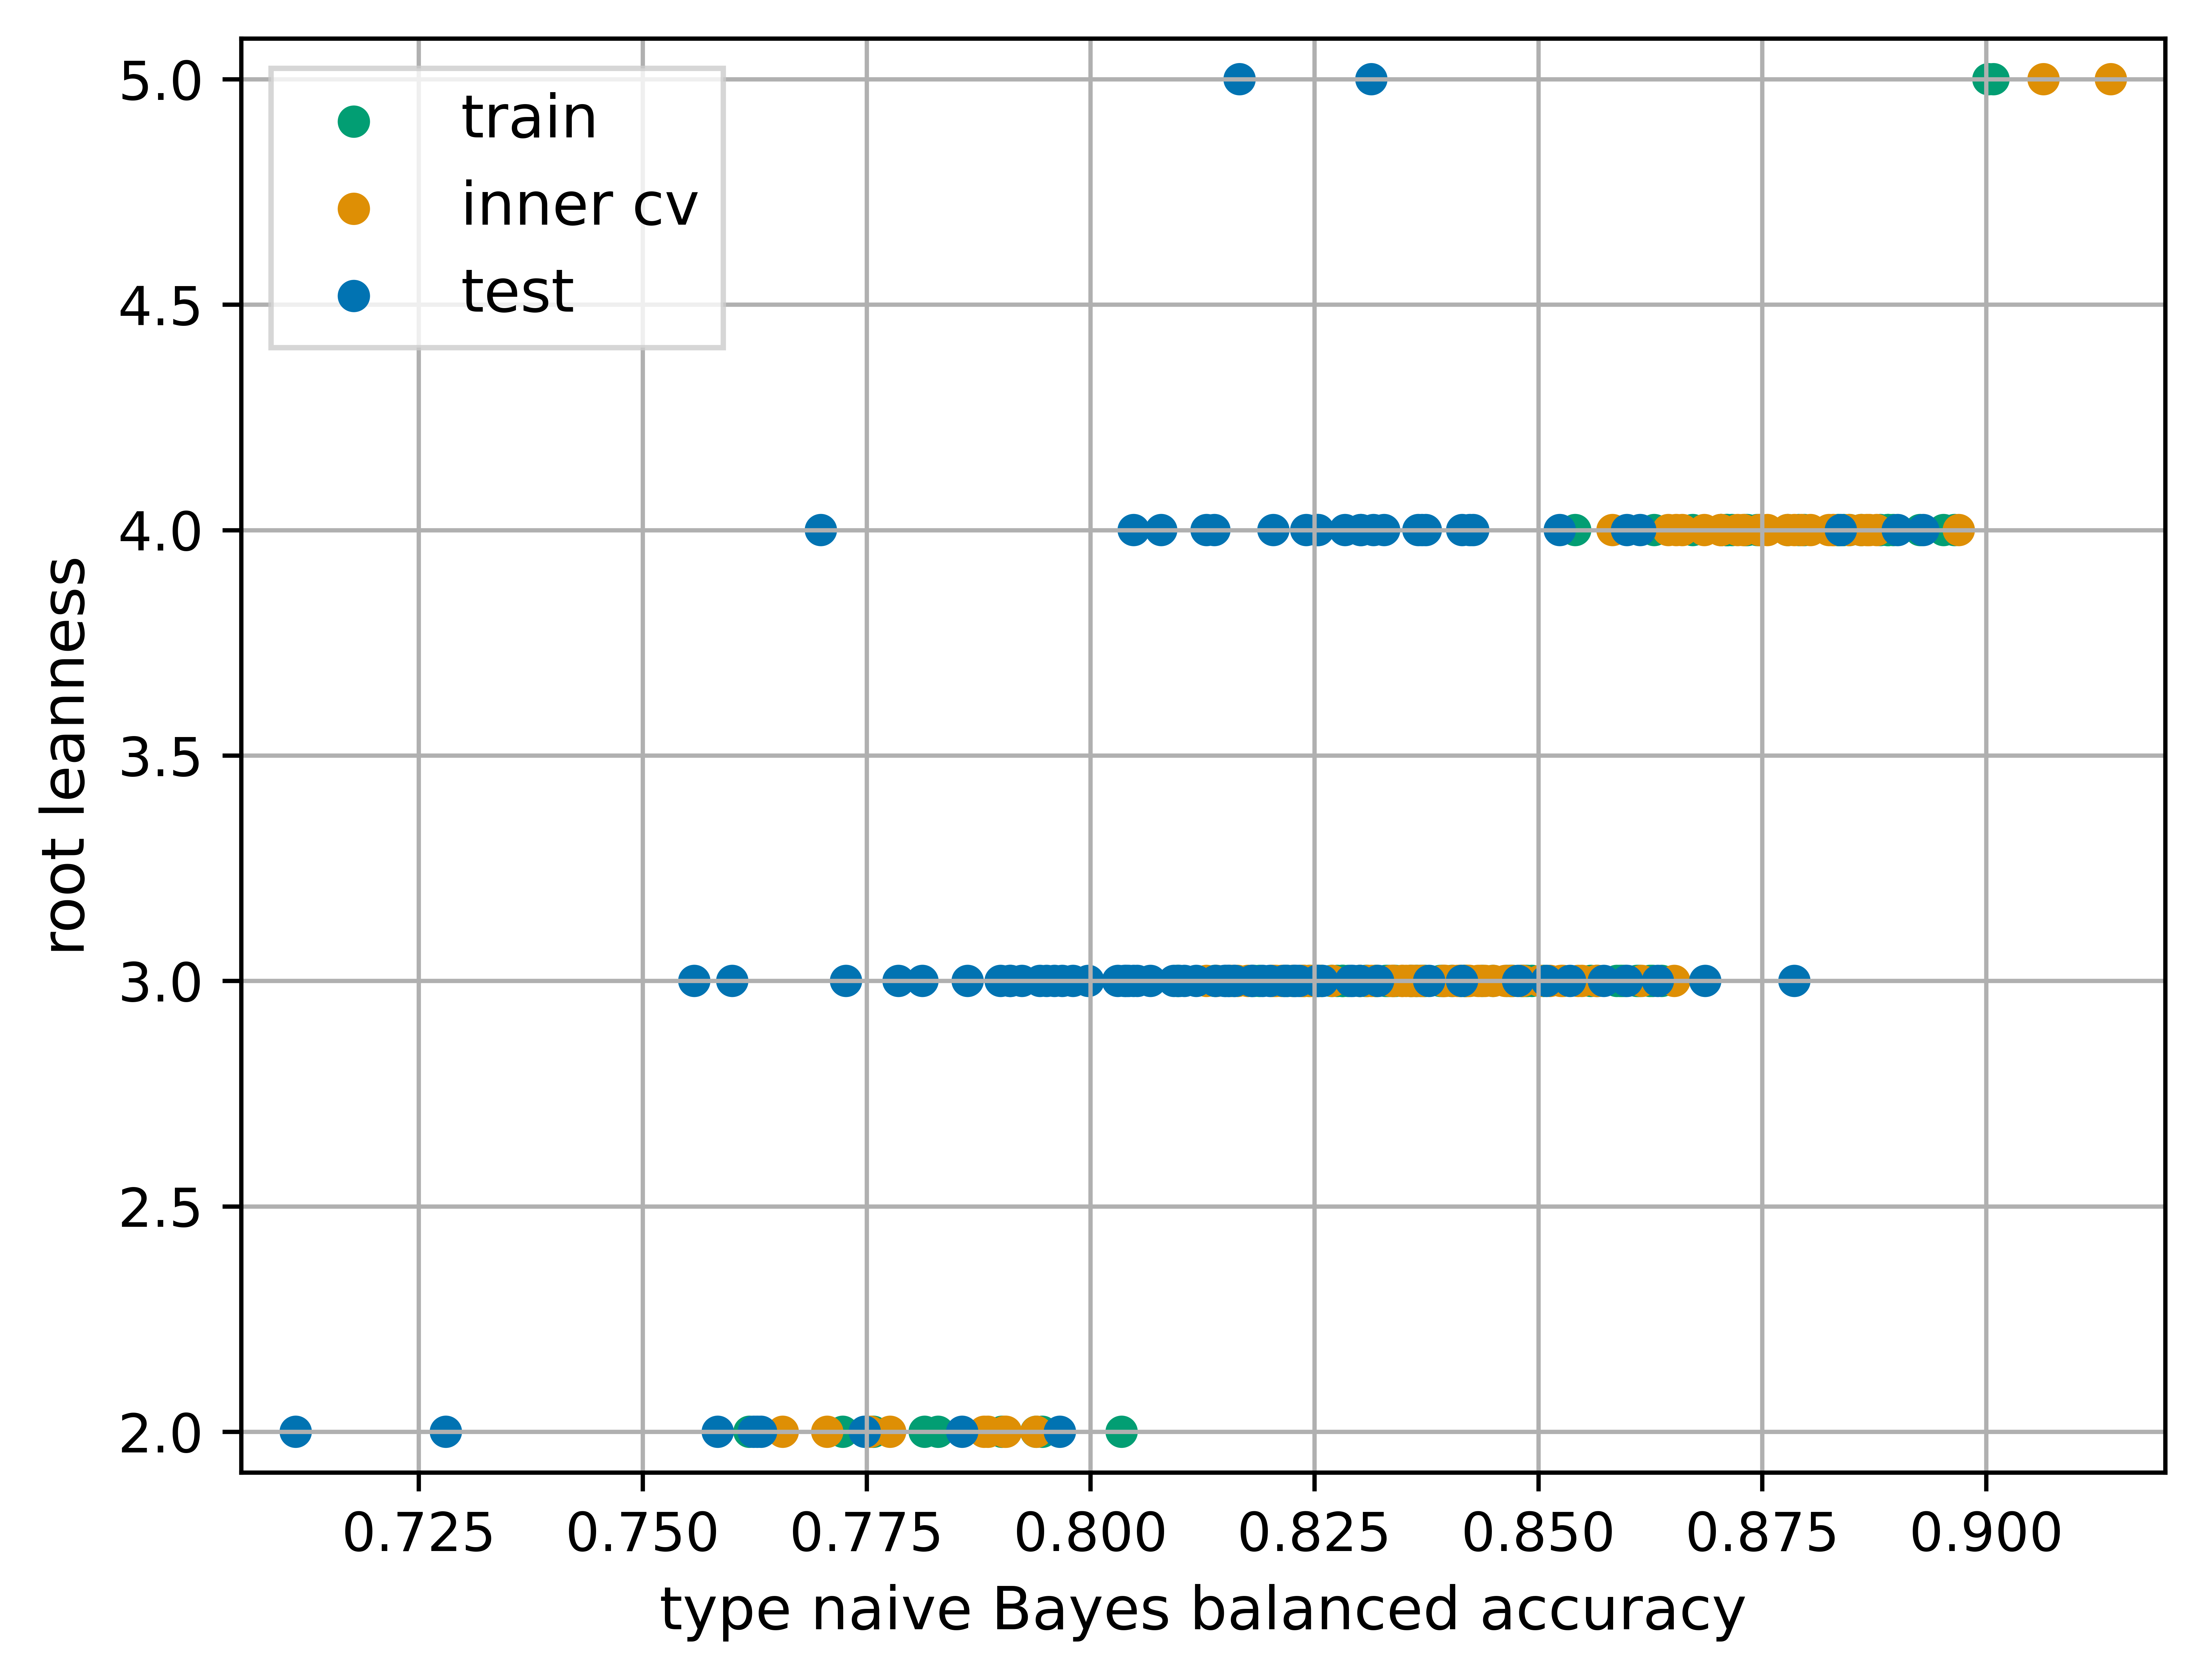 5.0
4.5
4.0
3.5
3.0
2.5
2.0
root leanness
train
inner cv
test
0.725 0.750 0.775 0.800 0.825 0.850 0.875 0.900
type naive Bayes balanced accuracy